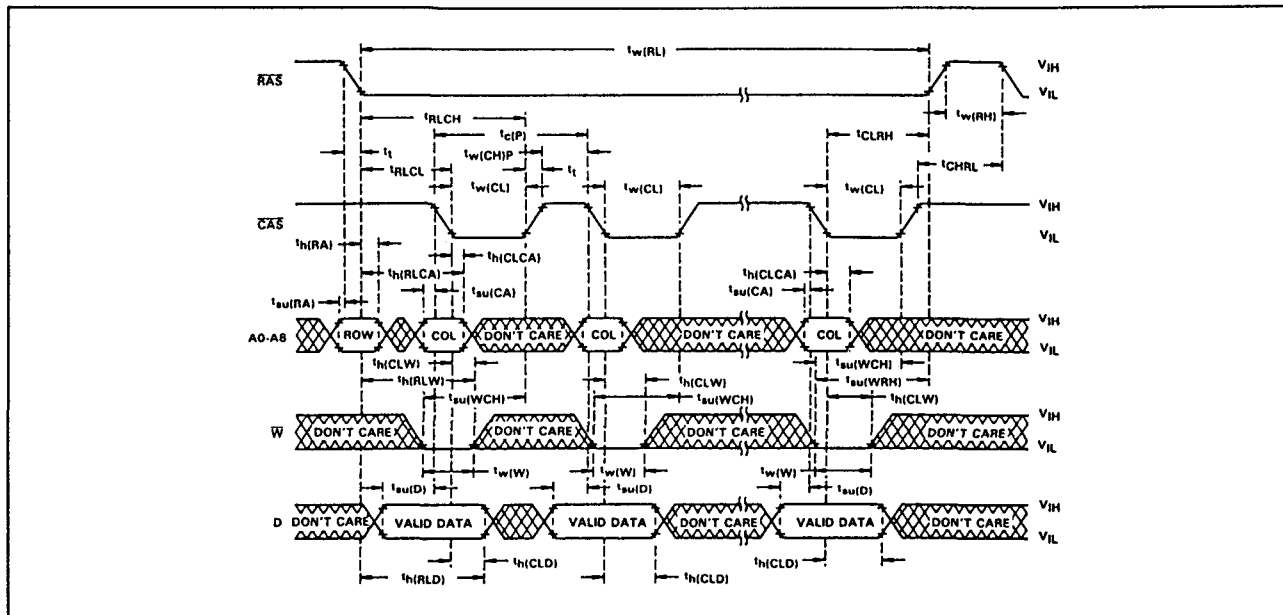 tw(RL)
RAS
VIH
VIL
tRLCH
tw(RH)
tc(P)
tCLRH
tt
tw(CH)P
tRLCL
tt
tCHRL
tw(CL)
tw(CL)
tw(CL)
CAS
VIH
VIL
th(RA)
th(CLCA)
th(CLCA)
th(RLCA)
tsu(CA)
tsu(CA)
tsu(RA)
A0-A8
ROW
COL
DON'T CARE
COL
DON'T CARE
COL
DON'T CARE
VIH
VIL
th(CLW)
tsu(WCH)
th(RLW)
th(CLW)
tsu(WRH)
tsu(WCH)
tsu(WCH)
th(CLW)
W
DON'T CARE
DON'T CARE
DON'T CARE
DON'T CARE
VIH
VIL
tw(W)
tw(W)
tw(W)
tsu(D)
tsu(D)
tsu(D)
D
DON'T CARE
VALID DATA
VALID DATA
DON'T CARE
VALID DATA
DON'T CARE
VIH
VIL
th(CLD)
th(CLD)
th(CLD)
th(RLD)